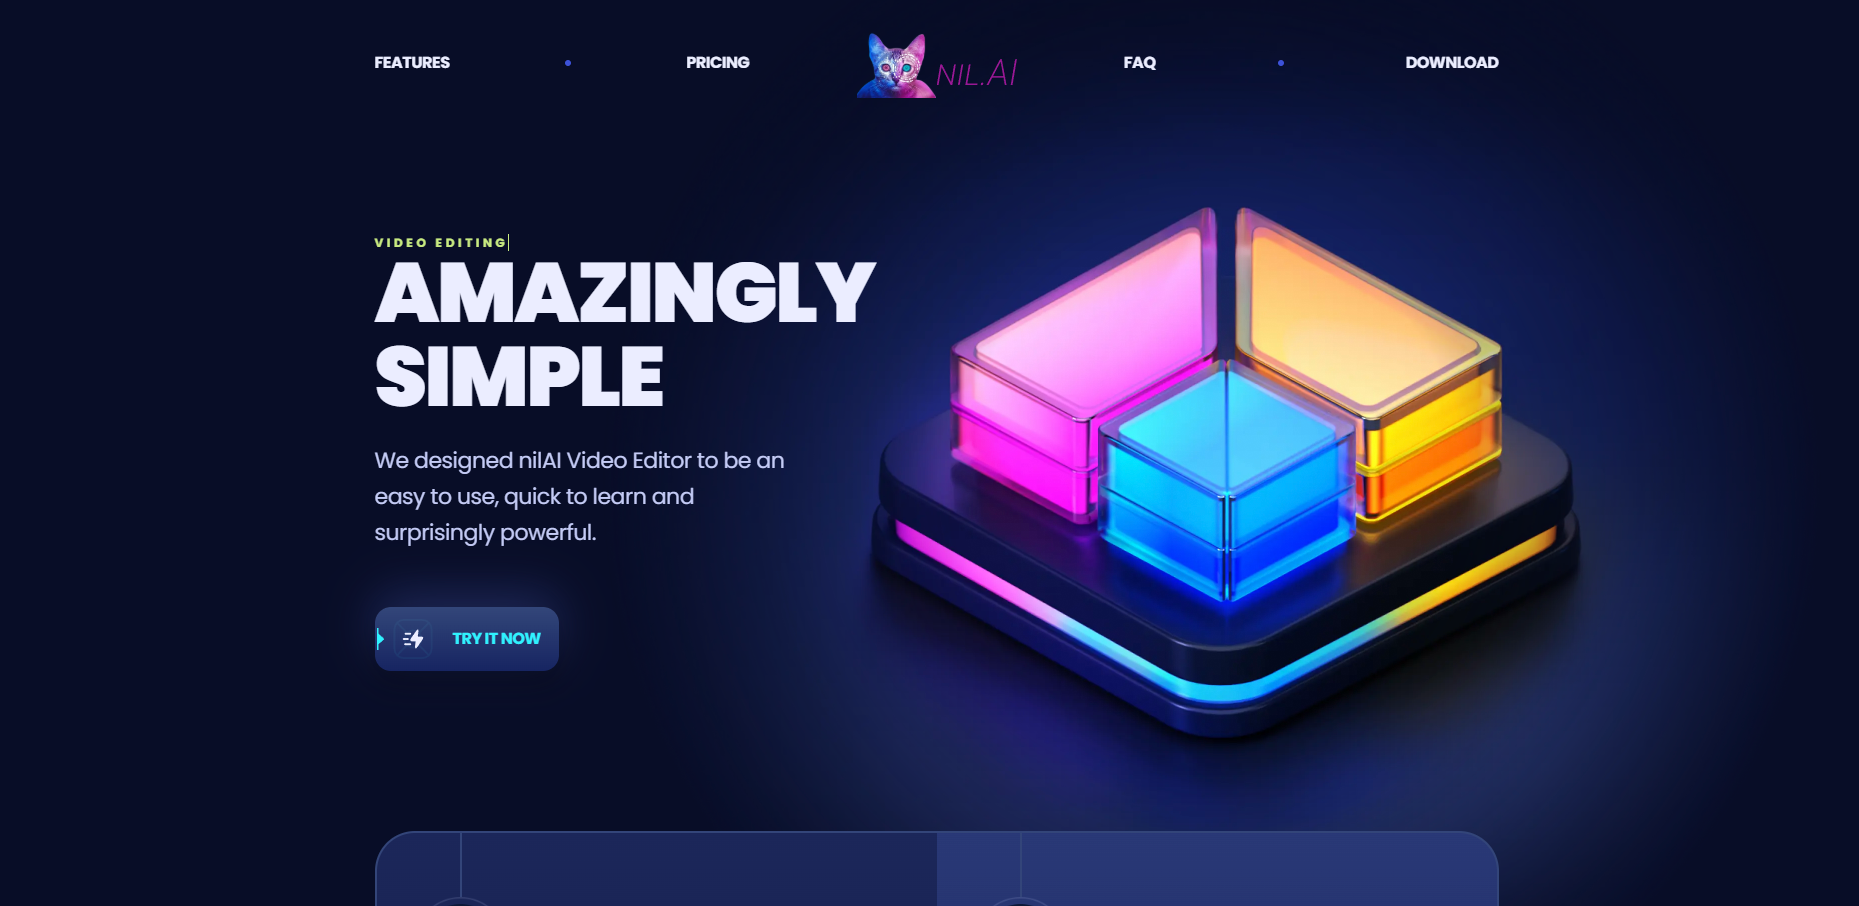 FEATURES
PRICING
NIL.AI
FAQ
DOWNLOAD
VIDEO EDITING
AMAZINGLY
SIMPLE
We designed nilAI Video Editor to be an
easy to use, quick to learn and
surprisingly powerful.
TRY IT NOW